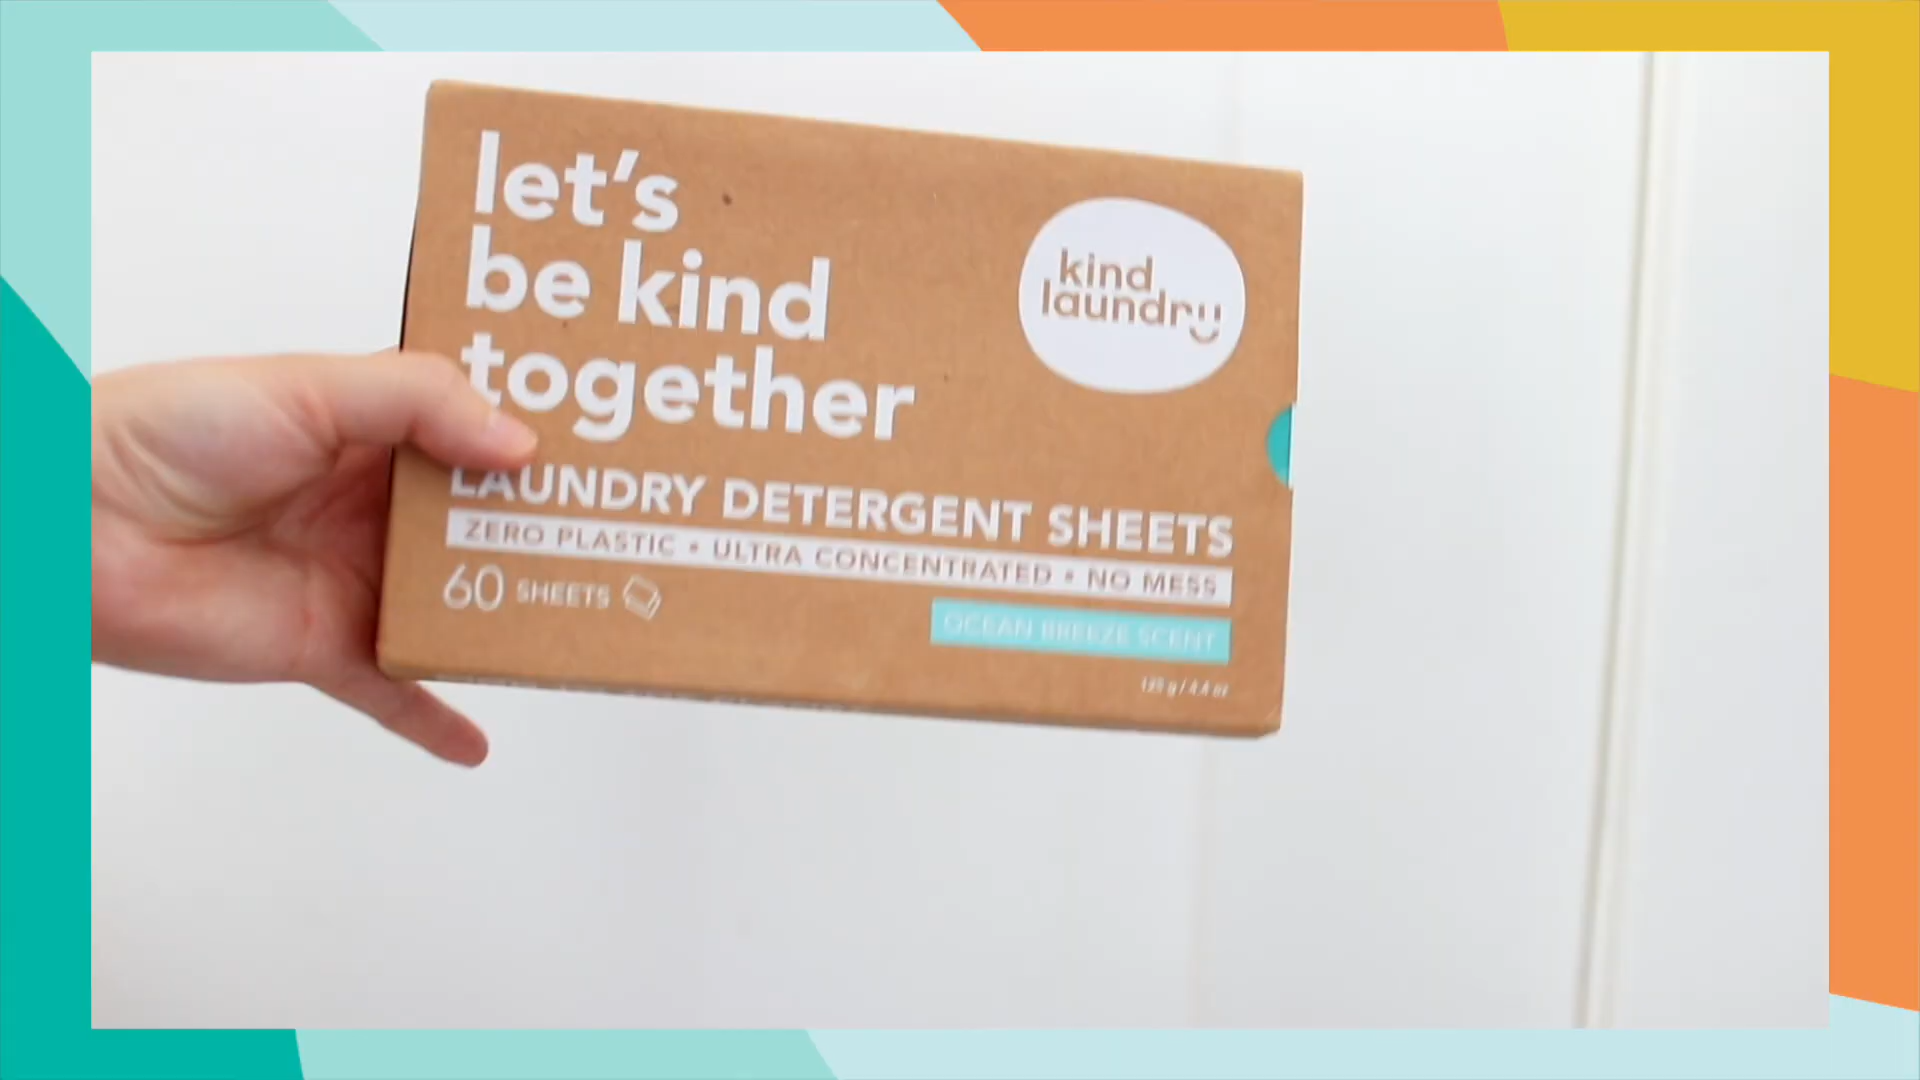 let's
be kind
together
kind
laundry
LAUNDRY DETERGENT SHEETS
ZERO PLASTIC • ULTRA CONCENTRATED • NO MESS
60 SHEETS
OCEAN BREEZE SCENT